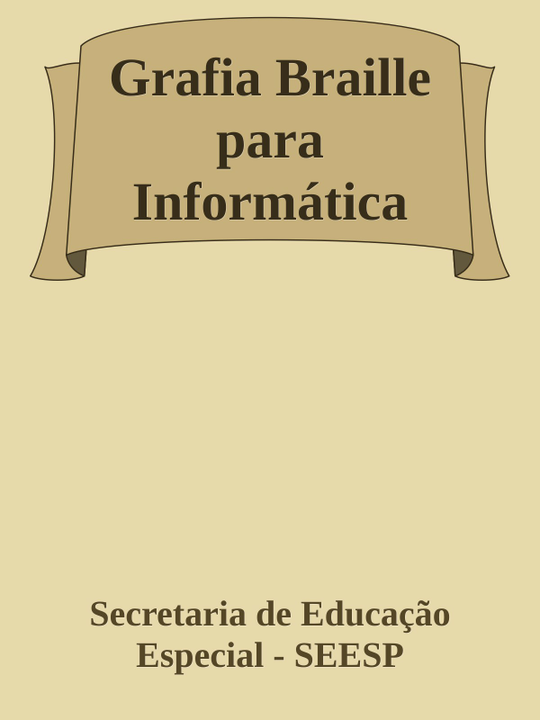 Grafia Braille
para
Informática
Secretaria de Educação
Especial - SEESP